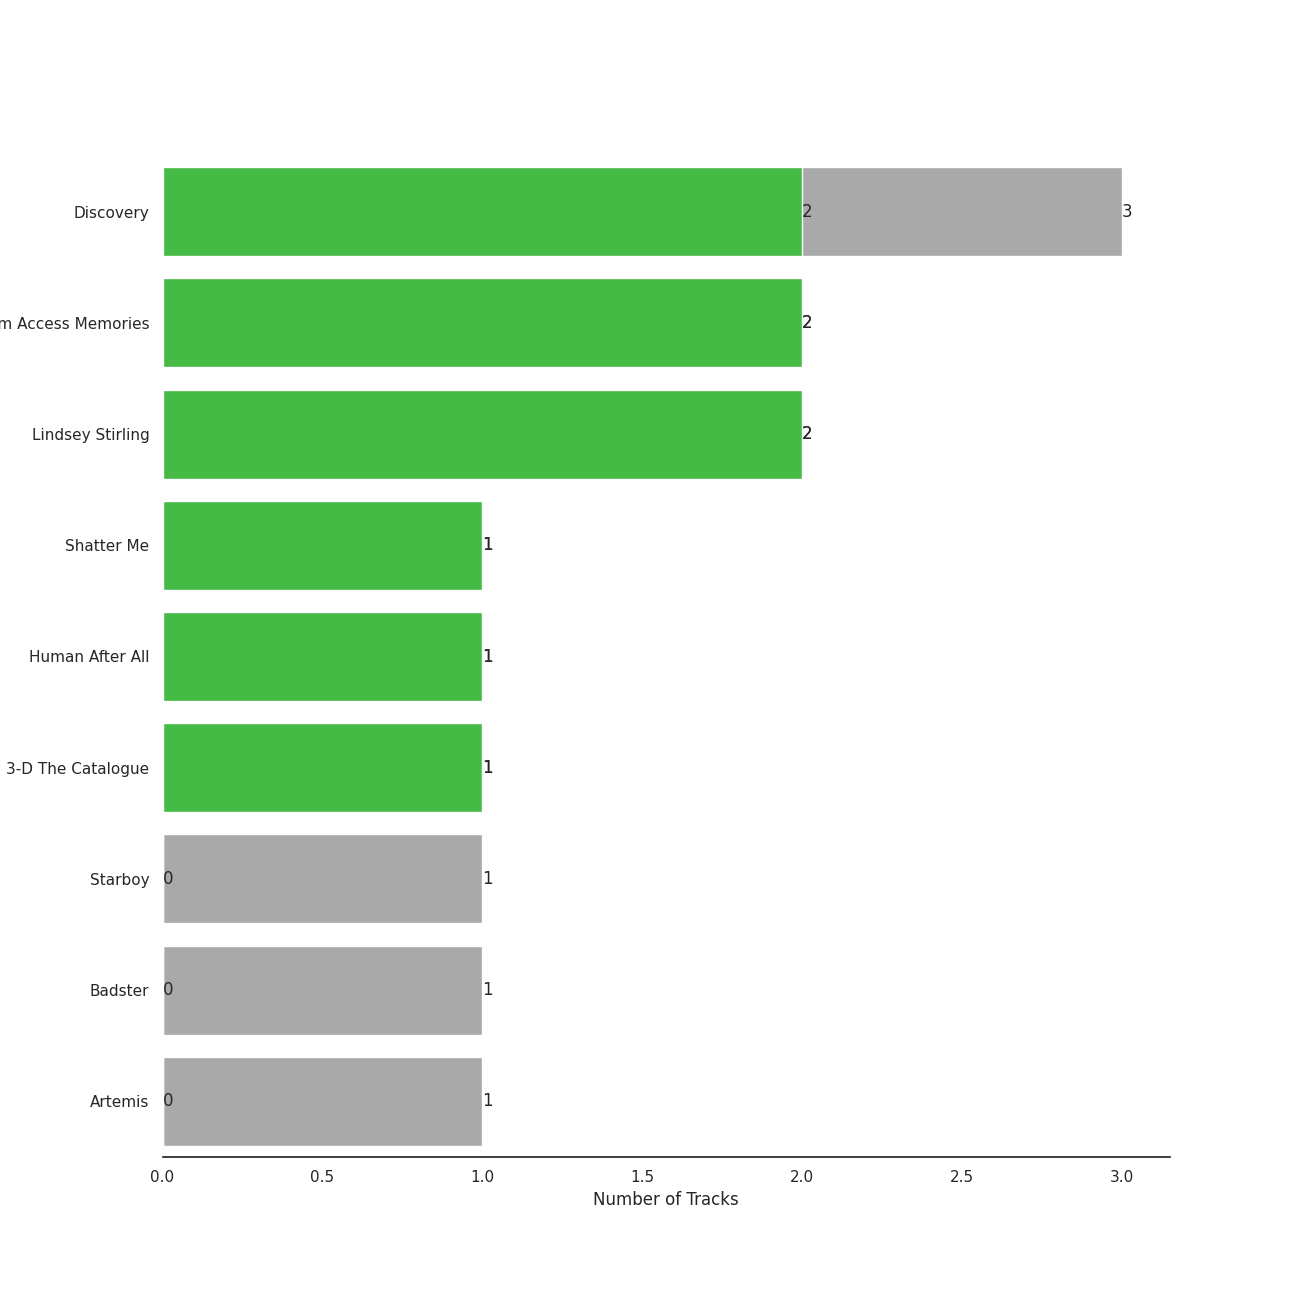 Discovery 2 3
m Access Memories 2
Lindsey Stirling 2
Shatter Me 1
Human After All 1
3-D The Catalogue 1
Starboy 0 1
Badster 0 1
Artemis 0 1
0.0 0.5 1.0 1.5 2.0 2.5 3.0
Number of Tracks